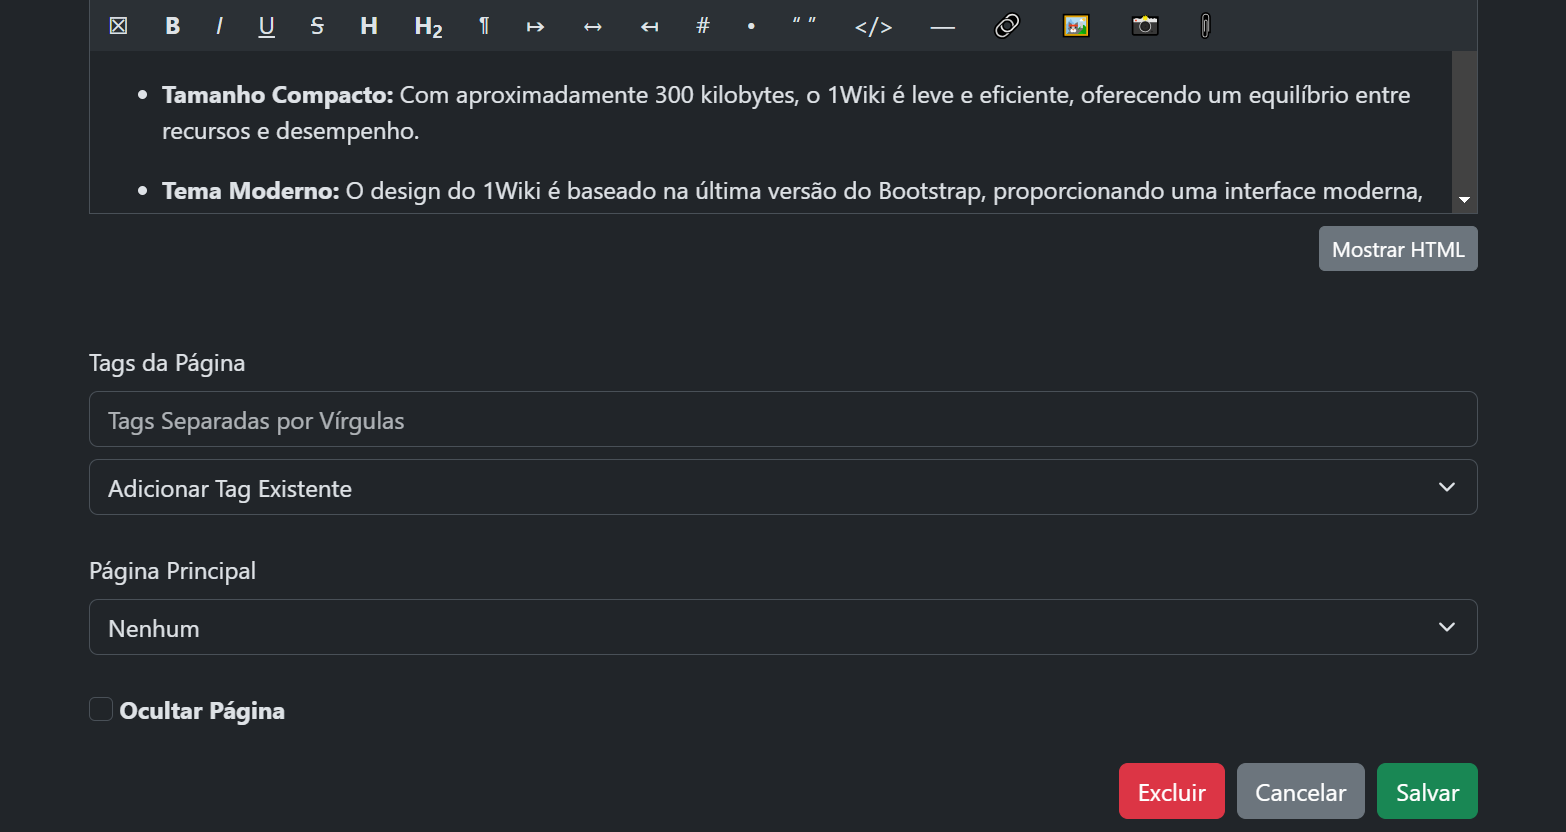 B I U S H H2 ¶ ↦ ↔ ↤ # • “ ” </> —
• Tamanho Compacto: Com aproximadamente 300 kilobytes, o 1Wiki é leve e eficiente, oferecendo um equilíbrio entre
recursos e desempenho.
• Tema Moderno: O design do 1Wiki é baseado na última versão do Bootstrap, proporcionando uma interface moderna,
Mostrar HTML
Tags da Página
Tags Separadas por Vírgulas
Adicionar Tag Existente
Página Principal
Nenhum
Ocultar Página
Excluir Cancelar Salvar